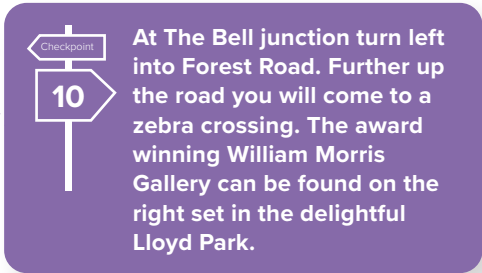 Checkpoint
10
At The Bell junction turn left
into Forest Road. Further up
the road you will come to a
zebra crossing. The award
winning William Morris
Gallery can be found on the
right set in the delightful
Lloyd Park.